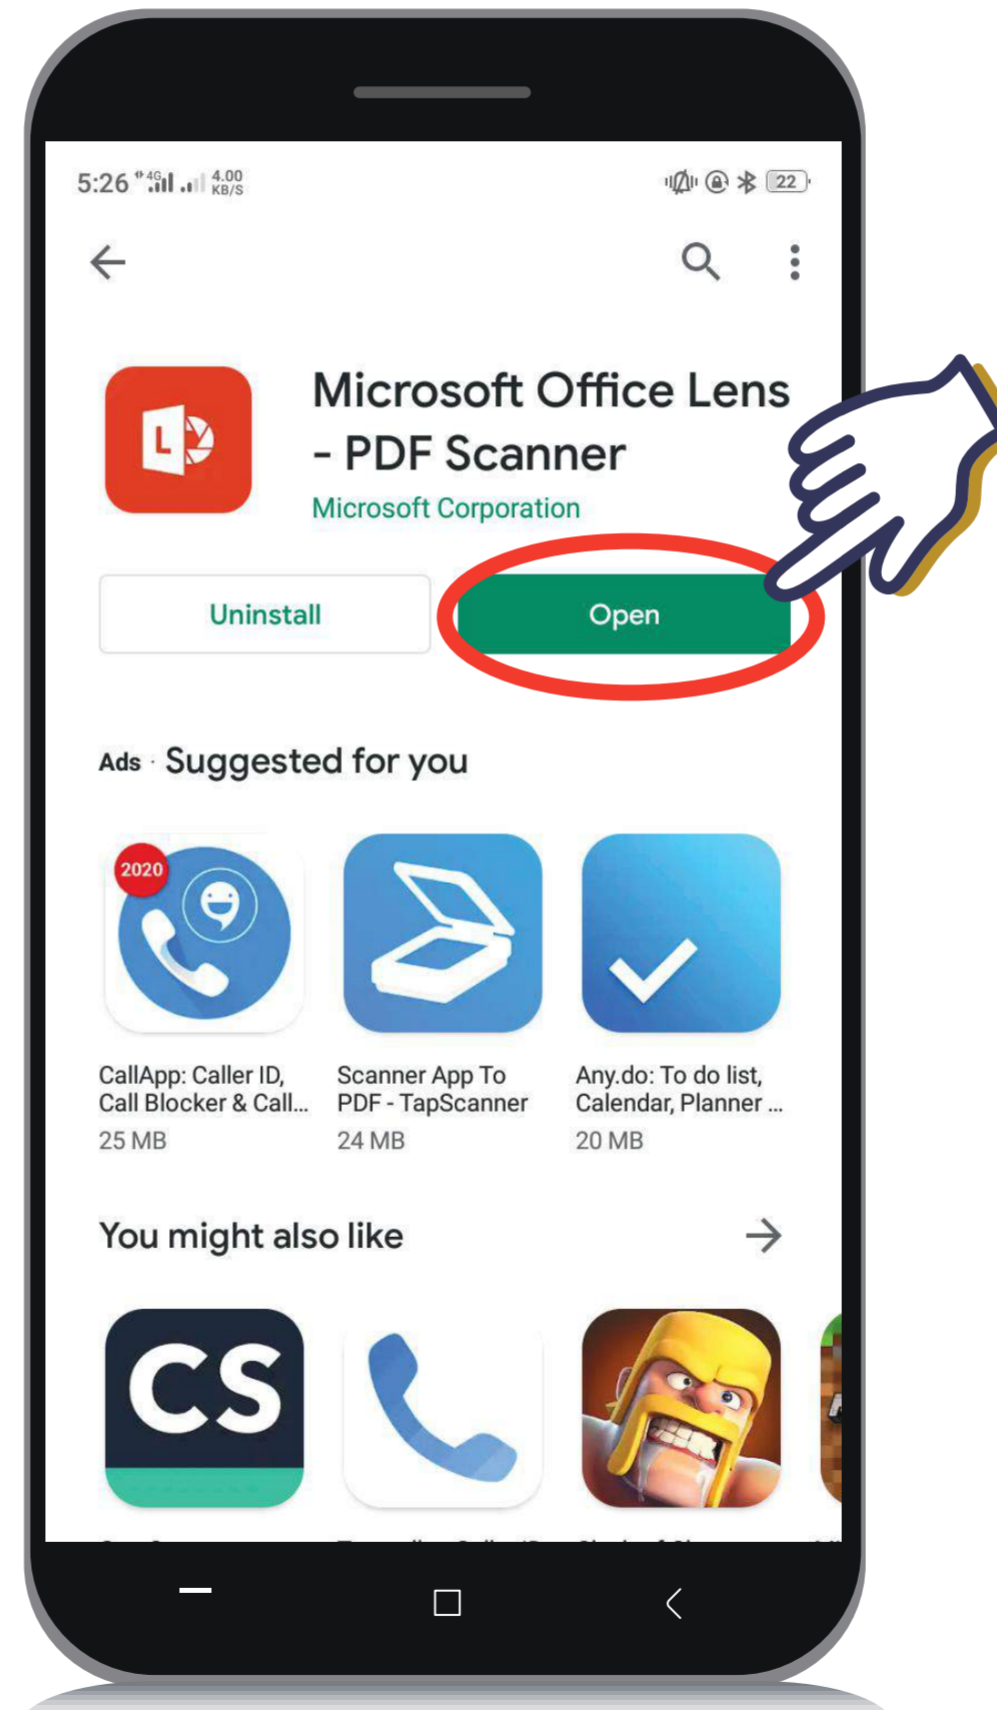 5:26 4G 4.00 KB/S 22
Microsoft Office Lens
- PDF Scanner
Microsoft Corporation
L
Uninstall
Open
Ads · Suggested for you
2020
CallApp: Caller ID,
Call Blocker & Call...
25 MB
Scanner App To
PDF - TapScanner
24 MB
Any.do: To do list,
Calendar, Planner ...
20 MB
You might also like
CS